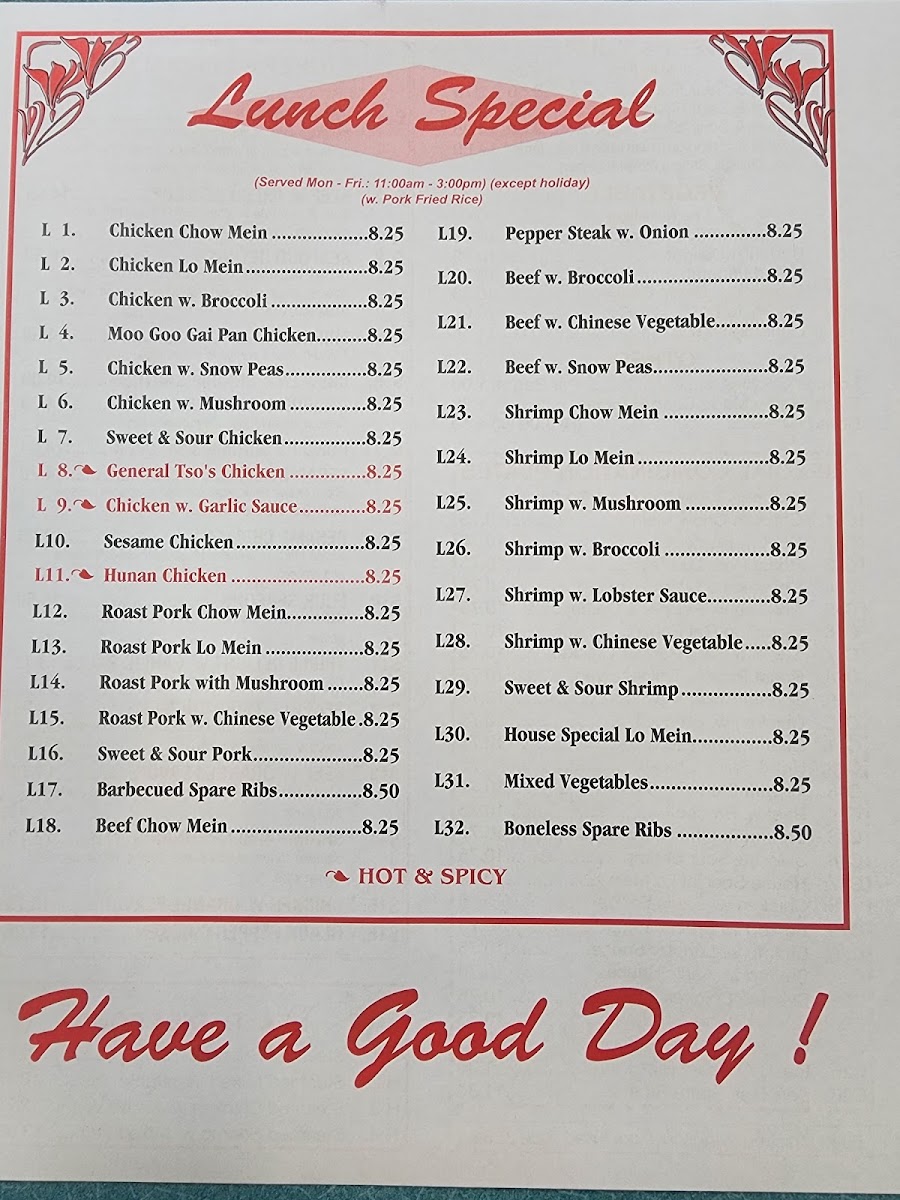 Lunch Special
(Served Mon - Fri.: 11:00am - 3:00pm) (except holiday)
(w. Pork Fried Rice)
L 1. Chicken Chow Mein ...................8.25
L 2. Chicken Lo Mein........................8.25
L 3. Chicken w. Broccoli ...................8.25
L 4. Moo Goo Gai Pan Chicken..........8.25
L 5. Chicken w. Snow Peas................8.25
L 6. Chicken w. Mushroom ...............8.25
L 7. Sweet & Sour Chicken................8.25
L 8. General Tso's Chicken ...............8.25
L 9. Chicken w. Garlic Sauce.............8.25
L10. Sesame Chicken..........................8.25
L11. Hunan Chicken ..........................8.25
L12. Roast Pork Chow Mein...............8.25
L13. Roast Pork Lo Mein ...................8.25
L14. Roast Pork with Mushroom .......8.25
L15. Roast Pork w. Chinese Vegetable.8.25
L16. Sweet & Sour Pork......................8.25
L17. Barbecued Spare Ribs................8.50
L18. Beef Chow Mein..........................8.25
L19. Pepper Steak w. Onion ..............8.25
L20. Beef w. Broccoli..........................8.25
L21. Beef w. Chinese Vegetable..........8.25
L22. Beef w. Snow Peas.......................8.25
L23. Shrimp Chow Mein .....................8.25
L24. Shrimp Lo Mein..........................8.25
L25. Shrimp w. Mushroom .................8.25
L26. Shrimp w. Broccoli .....................8.25
L27. Shrimp w. Lobster Sauce.............8.25
L28. Shrimp w. Chinese Vegetable.....8.25
L29. Sweet & Sour Shrimp..................8.25
L30. House Special Lo Mein................8.25
L31. Mixed Vegetables.........................8.25
L32. Boneless Spare Ribs ...................8.50
HOT & SPICY
Have a Good Day !